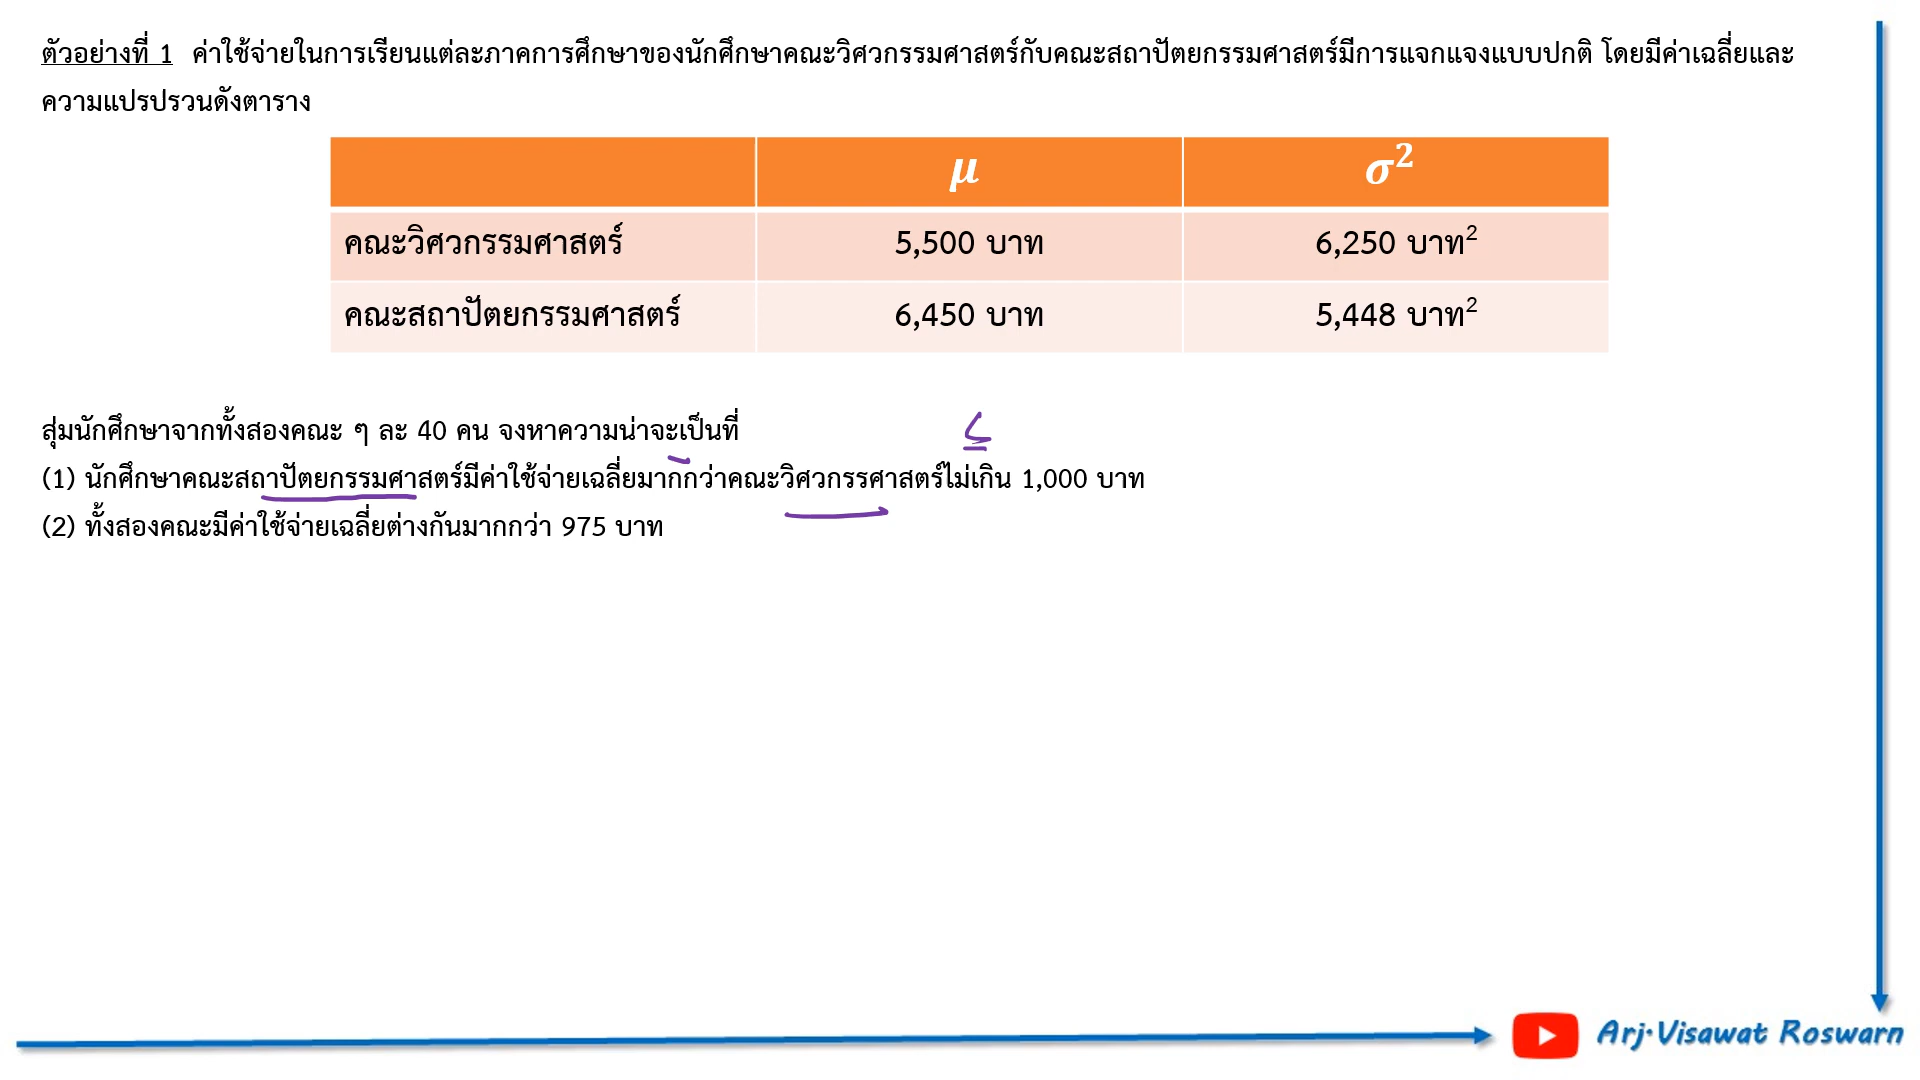 ตัวอย่างที่ 1 ค่าใช้จ่ายในการเรียนแต่ละภาคการศึกษาของนักศึกษาคณะวิศวกรรมศาสตร์กับคณะสถาปัตยกรรมศาสตร์มีการแจกแจงแบบปกติ โดยมีค่าเฉลี่ยและ
ความแปรปรวนดังตาราง
μ σ²
คณะวิศวกรรมศาสตร์ 5,500 บาท 6,250 บาท²
คณะสถาปัตยกรรมศาสตร์ 6,450 บาท 5,448 บาท²
สุ่มนักศึกษาจากทั้งสองคณะ ๆ ละ 40 คน จงหาความน่าจะเป็นที่
≤
(1) นักศึกษาคณะสถาปัตยกรรมศาสตร์มีค่าใช้จ่ายเฉลี่ยมากกว่าคณะวิศวกรรศาสตร์ไม่เกิน 1,000 บาท
(2) ทั้งสองคณะมีค่าใช้จ่ายเฉลี่ยต่างกันมากกว่า 975 บาท
Arj.Visawat Roswarn